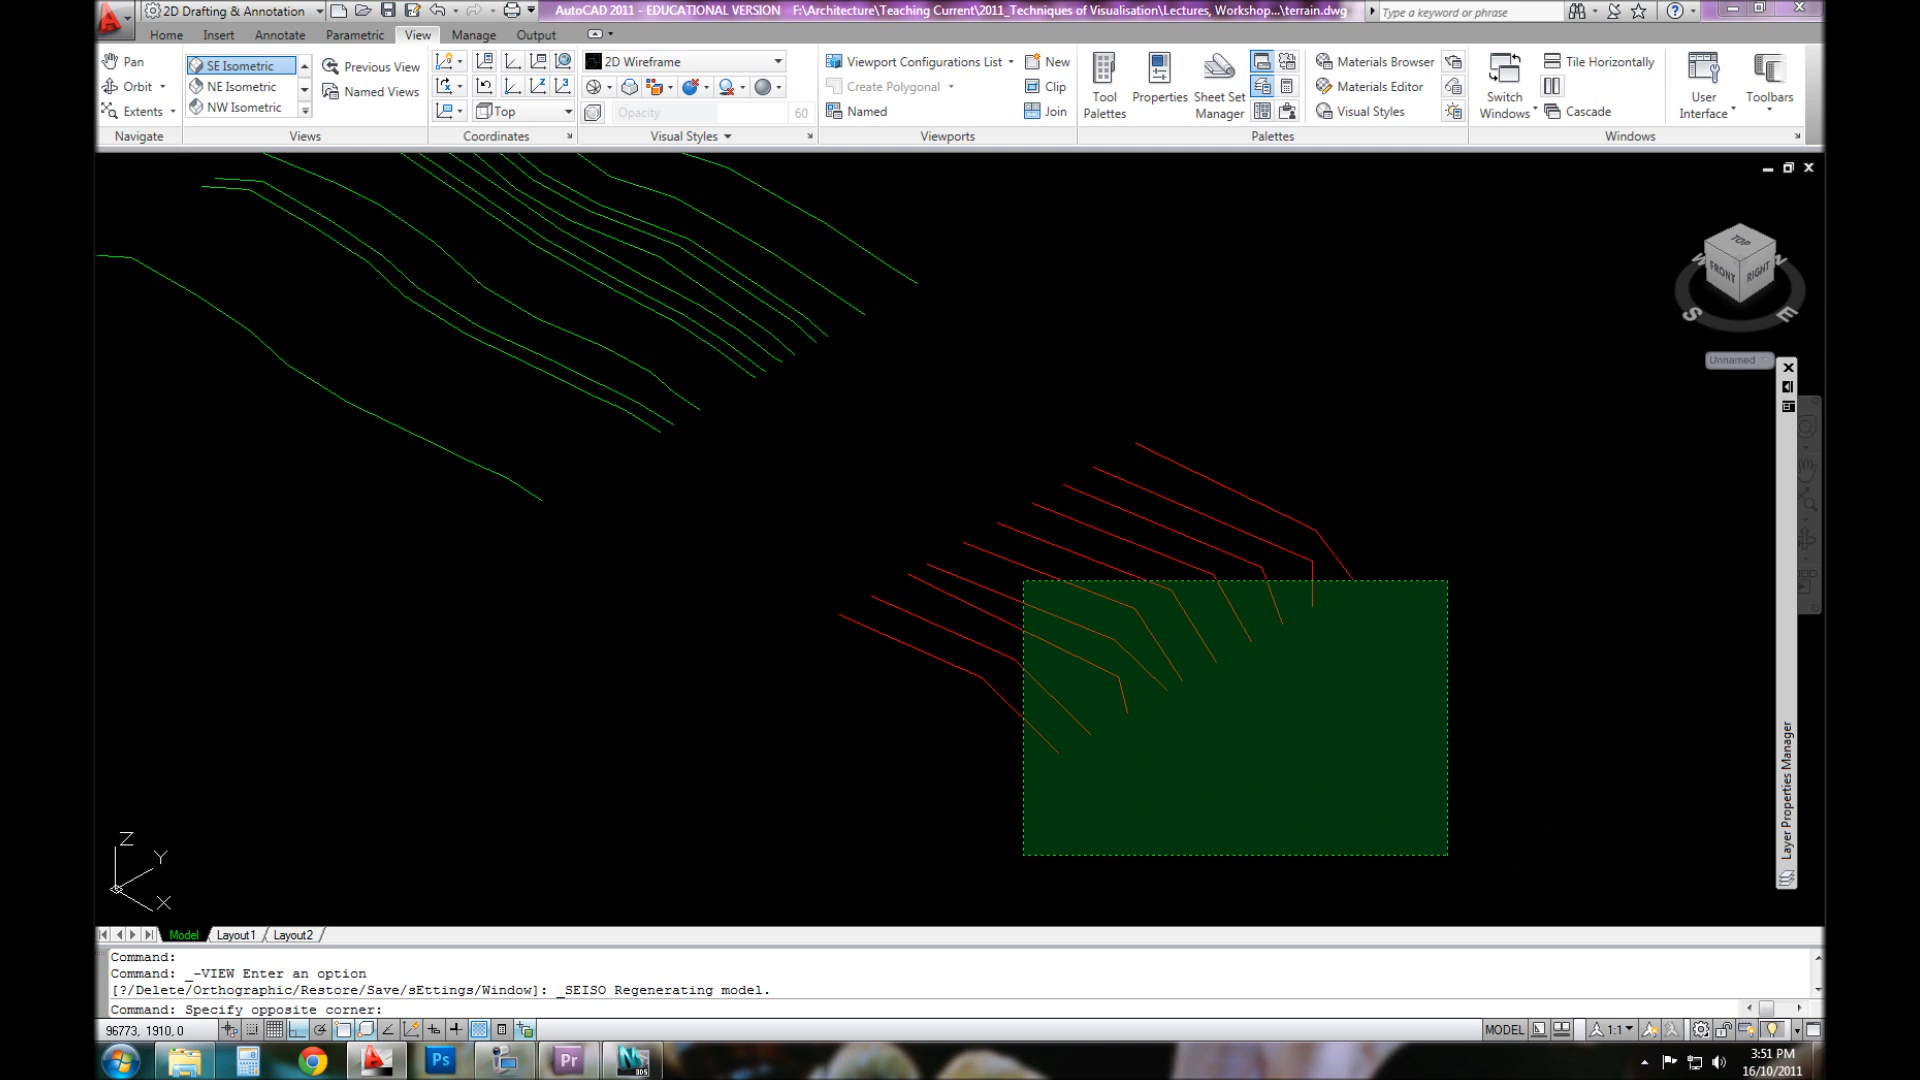 2D Drafting & Annotation
AutoCAD 2011 - EDUCATIONAL VERSION F:\Architecture\Teaching Current\2011_Techniques of Visualisation\Lectures, Workshop...\terrain.dwg
Type a keyword or phrase
Home Insert Annotate Parametric View Manage Output
Pan
Orbit
Extents
Navigate
SE Isometric
NE Isometric
NW Isometric
Previous View
Named Views
Views
Top
Coordinates
2D Wireframe
Opacity 60
Visual Styles
Viewport Configurations List
Create Polygonal
Named
New
Clip
Join
Viewports
Tool Palettes
Properties
Sheet Set Manager
Materials Browser
Materials Editor
Visual Styles
Palettes
Switch Windows
Tile Horizontally
Cascade
User Interface
Toolbars
Windows
TOP
FRONT
RIGHT
W
N
S
E
Unnamed
Layer Properties Manager
Z
Y
X
Model Layout1 Layout2
Command:
Command: _-VIEW Enter an option
[?/Delete/Orthographic/Restore/Save/sEttings/Window]: _SEISO Regenerating model.
Command: Specify opposite corner:
96773, 1910, 0
MODEL
1:1
Ps
Pr
3DS
3:51 PM
16/10/2011